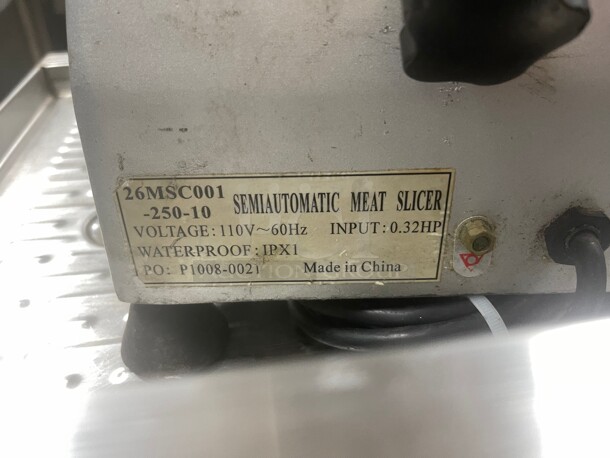 26MSC001
-250-10 SEMIAUTOMATIC MEAT SLICER
VOLTAGE:110V~60Hz INPUT:0.32HP
WATERPROOF:IPX1
PO: P1008-0021 Made in China